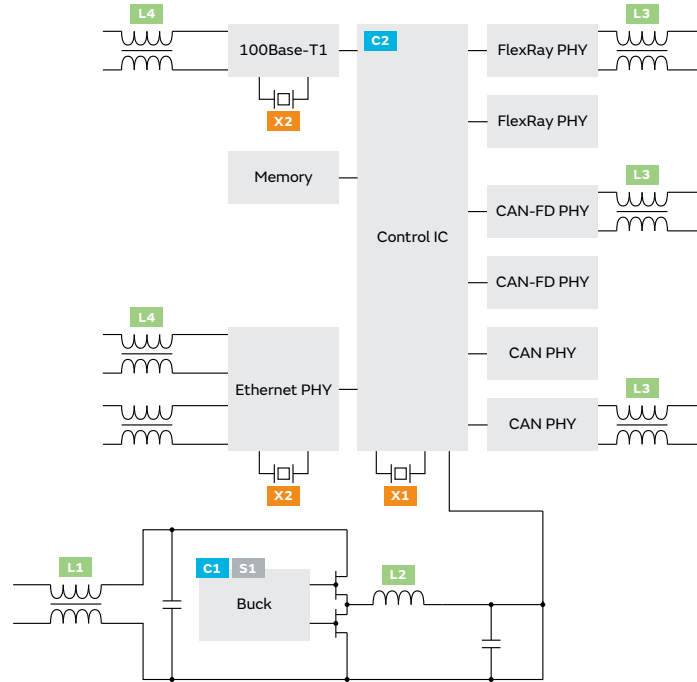 L4
L3
100Base-T1
C2
FlexRay PHY
X2
FlexRay PHY
Memory
L3
CAN-FD PHY
Control IC
CAN-FD PHY
L4
CAN PHY
Ethernet PHY
L3
CAN PHY
X2
X1
L1
C1 S1
L2
Buck